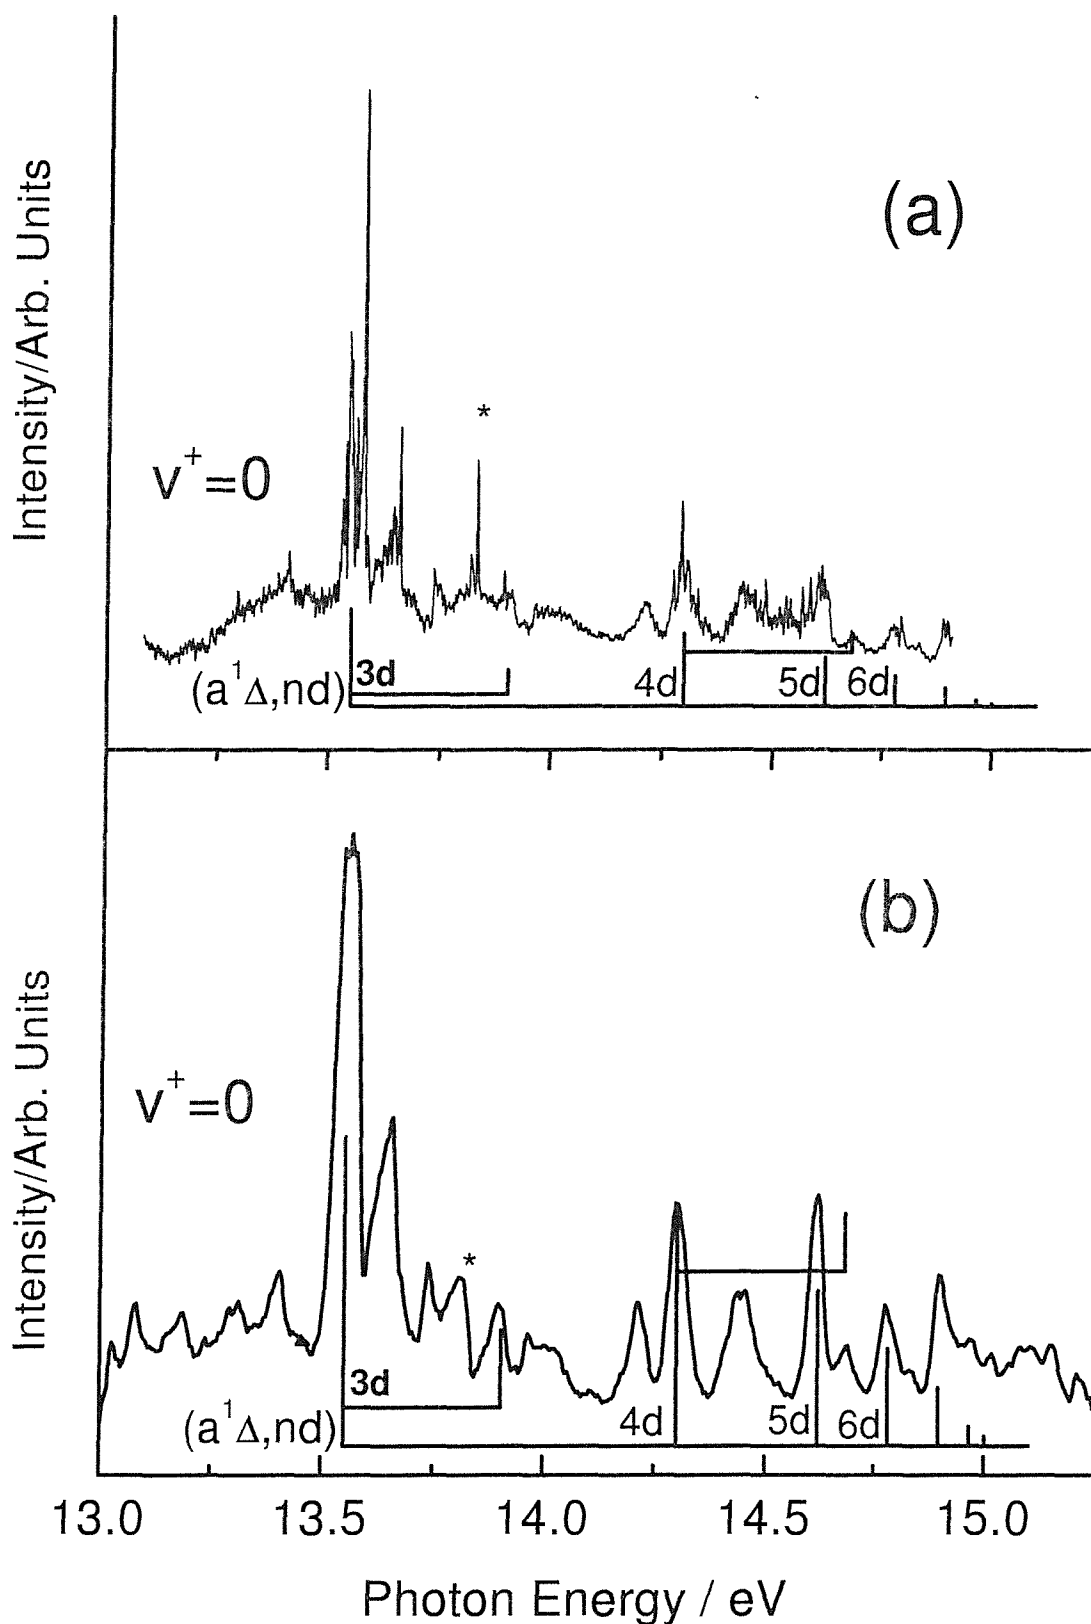 Intensity/Arb. Units
(a)
*
v⁺=0
(a¹Δ,nd)
3d
4d
5d
6d
Intensity/Arb. Units
(b)
v⁺=0
*
(a¹Δ,nd)
3d
4d
5d
6d
13.0 13.5 14.0 14.5 15.0
Photon Energy / eV